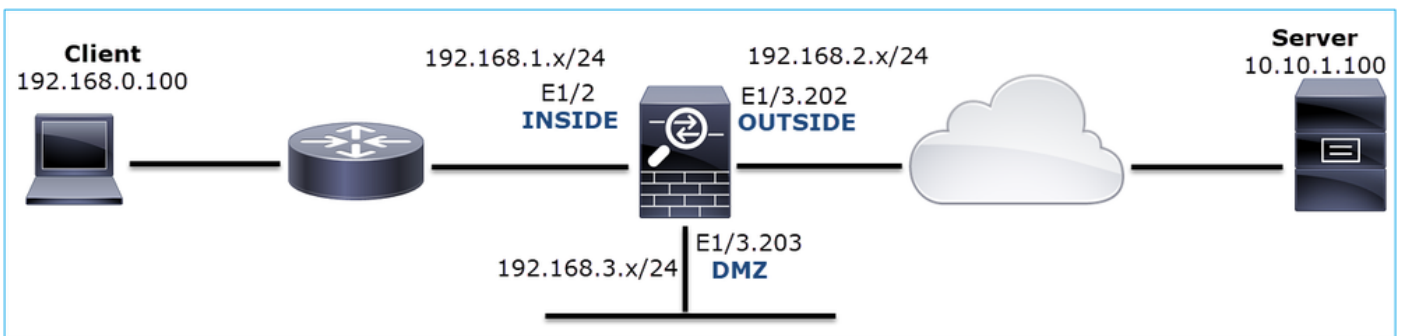 Client
192.168.0.100
192.168.1.x/24
E1/2
INSIDE
192.168.2.x/24
E1/3.202
OUTSIDE
Server
10.10.1.100
E1/3.203
192.168.3.x/24
DMZ